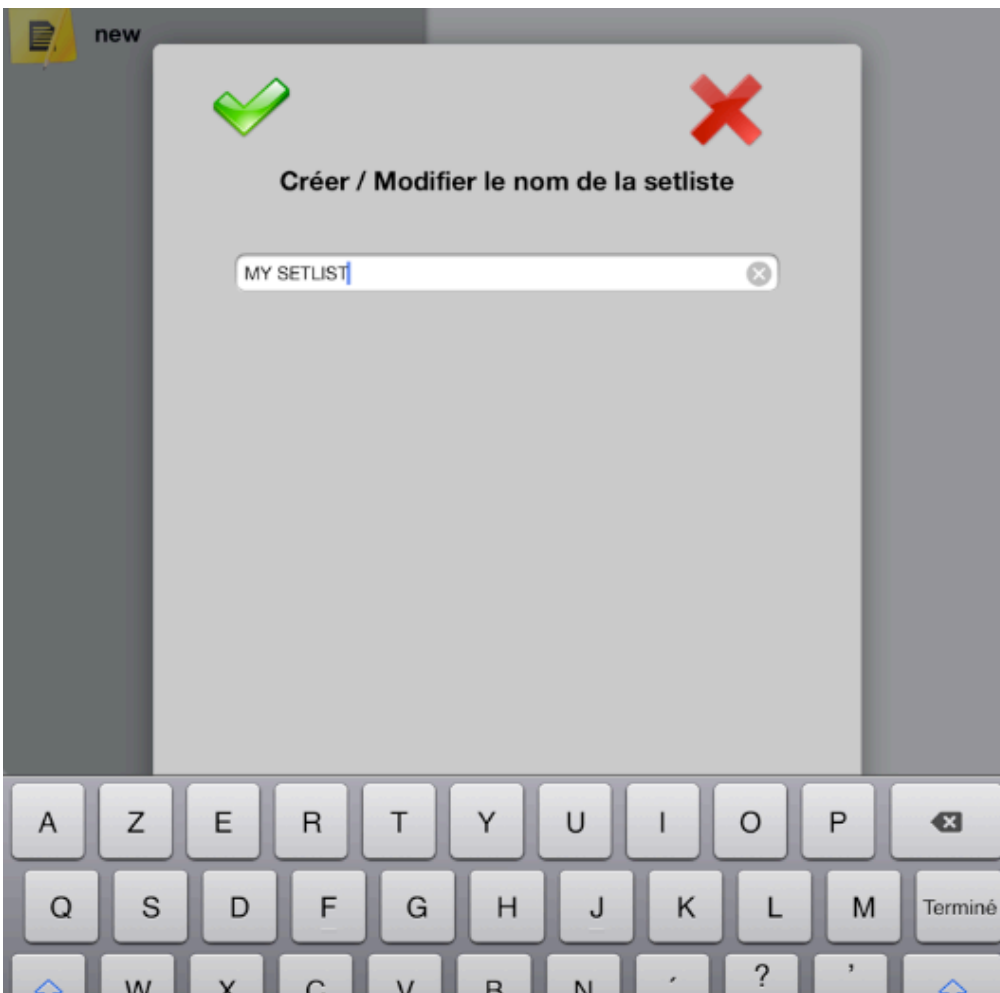 new
Créer / Modifier le nom de la setliste
MY SETLIST
A Z E R T Y U I O P
Q S D F G H J K L M Terminé
W X C V B N ´ ? ’